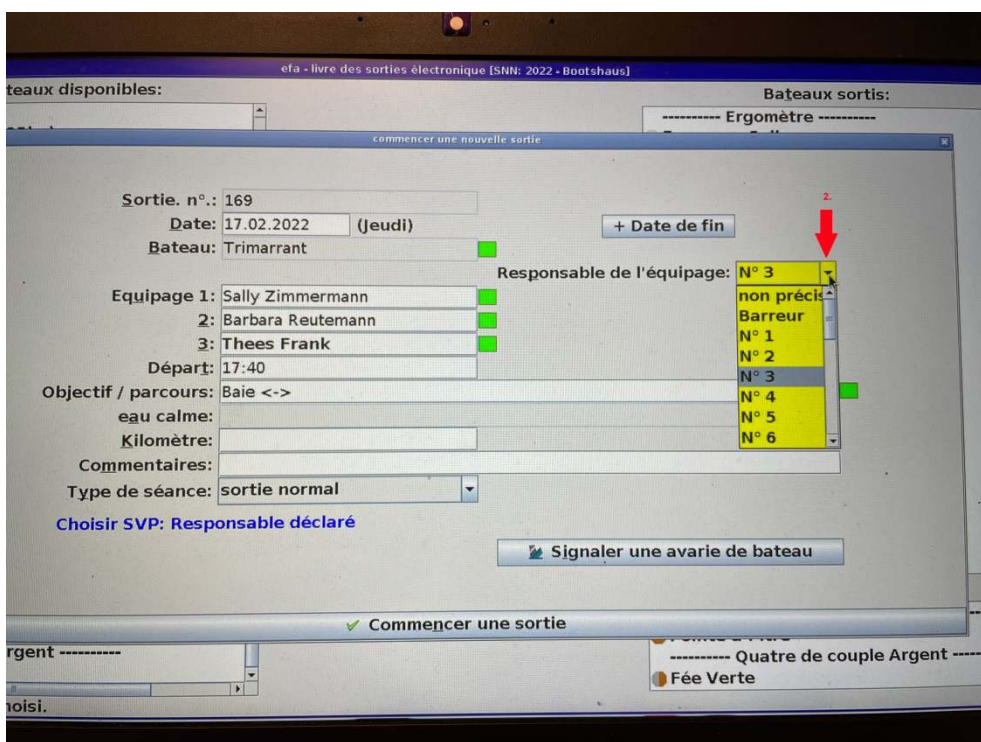 efa - livre des sorties électronique [SNN: 2022 - Bootshaus]
teaux disponibles:
Bateaux sortis:
---------- Ergomètre ----------
commencer une nouvelle sortie
Sortie. n°.: 169
2.
Date: 17.02.2022 (Jeudi)
+ Date de fin
Bateau: Trimarrant
Responsable de l'équipage: N° 3
non précis
Barreur
N° 1
N° 2
N° 3
N° 4
N° 5
N° 6
Equipage 1: Sally Zimmermann
2: Barbara Reutemann
3: Thees Frank
Départ: 17:40
Objectif / parcours: Baie <->
eau calme:
Kilomètre:
Commentaires:
Type de séance: sortie normal
Choisir SVP: Responsable déclaré
Signaler une avarie de bateau
Commencer une sortie
rgent ----------
---------- Quatre de couple Argent -----
Fée Verte
noisi.